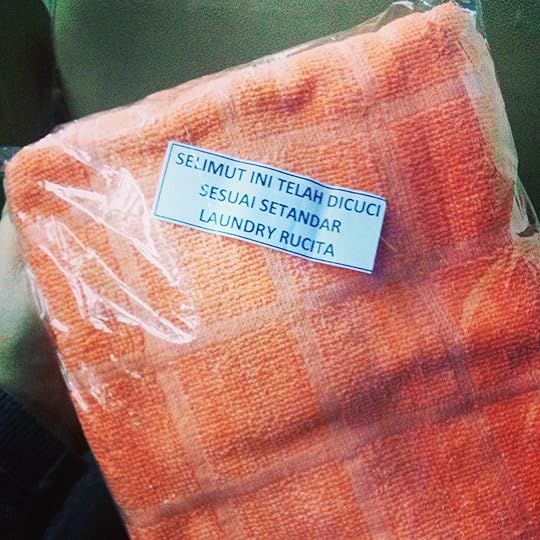 SELIMUT INI TELAH DICUCI
SESUAI SETANDAR
LAUNDRY RUCITA